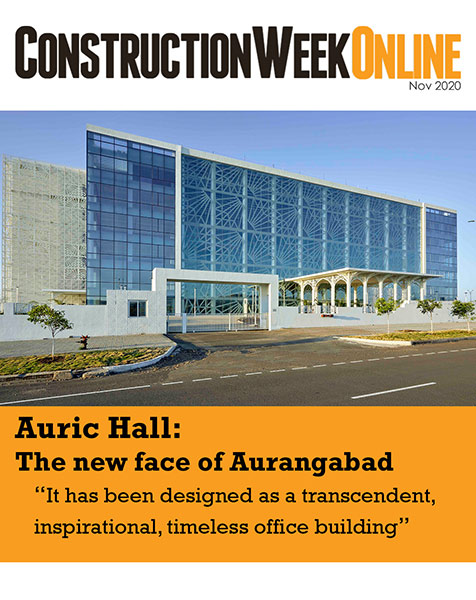 CONSTRUCTIONWEEKONLINE
Nov 2020
Auric Hall:
The new face of Aurangabad
“It has been designed as a transcendent,
inspirational, timeless office building”